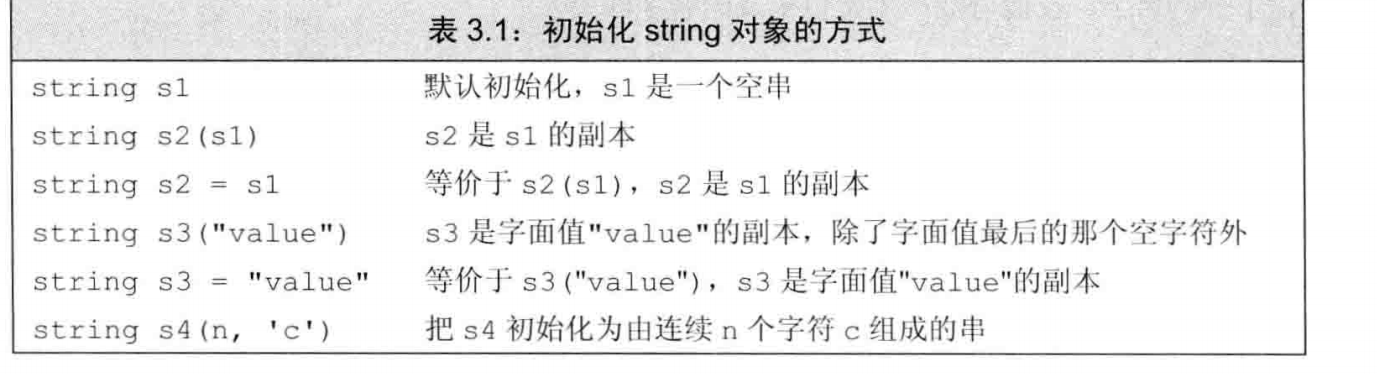 表 3.1：初始化 string 对象的方式
string s1 默认初始化，s1 是一个空串
string s2(s1) s2 是 s1 的副本
string s2 = s1 等价于 s2(s1)，s2 是 s1 的副本
string s3("value") s3 是字面值"value"的副本，除了字面值最后的那个空字符外
string s3 = "value" 等价于 s3("value")，s3 是字面值"value"的副本
string s4(n, 'c') 把 s4 初始化为由连续 n 个字符 c 组成的串